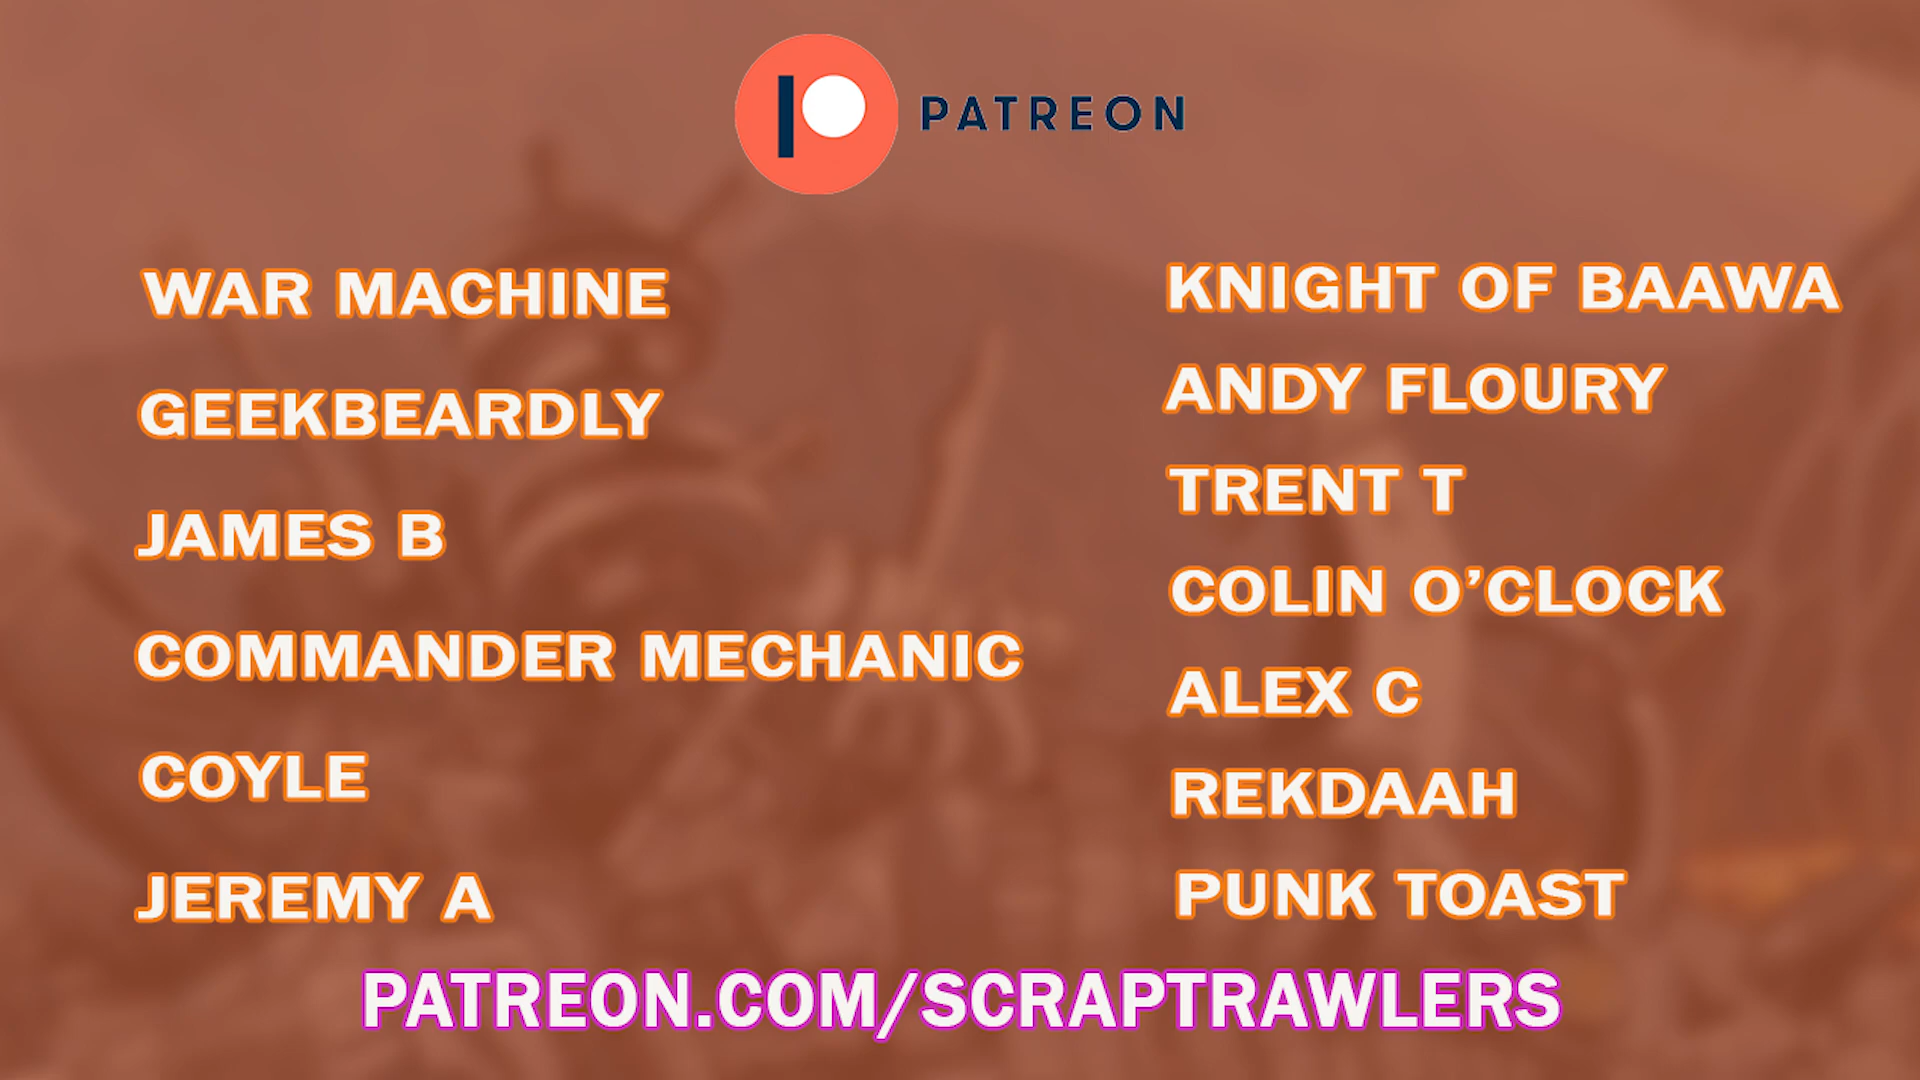 PATREON
WAR MACHINE
GEEKBEARDLY
JAMES B
COMMANDER MECHANIC
COYLE
JEREMY A
KNIGHT OF BAAWA
ANDY FLOURY
TRENT T
COLIN O’CLOCK
ALEX C
REKDAAH
PUNK TOAST
PATREON.COM/SCRAPTRAWLERS